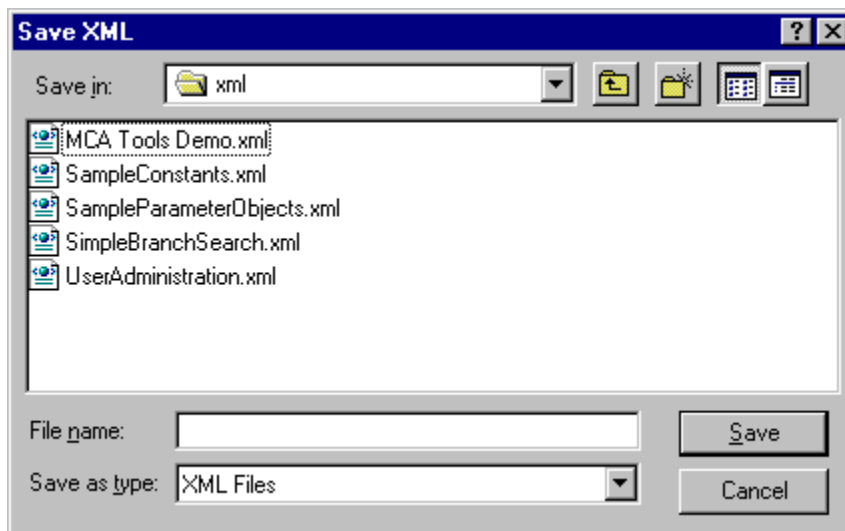 Save XML
Save in: xml
MCA Tools Demo.xml
SampleConstants.xml
SampleParameterObjects.xml
SimpleBranchSearch.xml
UserAdministration.xml
File name: Save
Save as type: XML Files Cancel